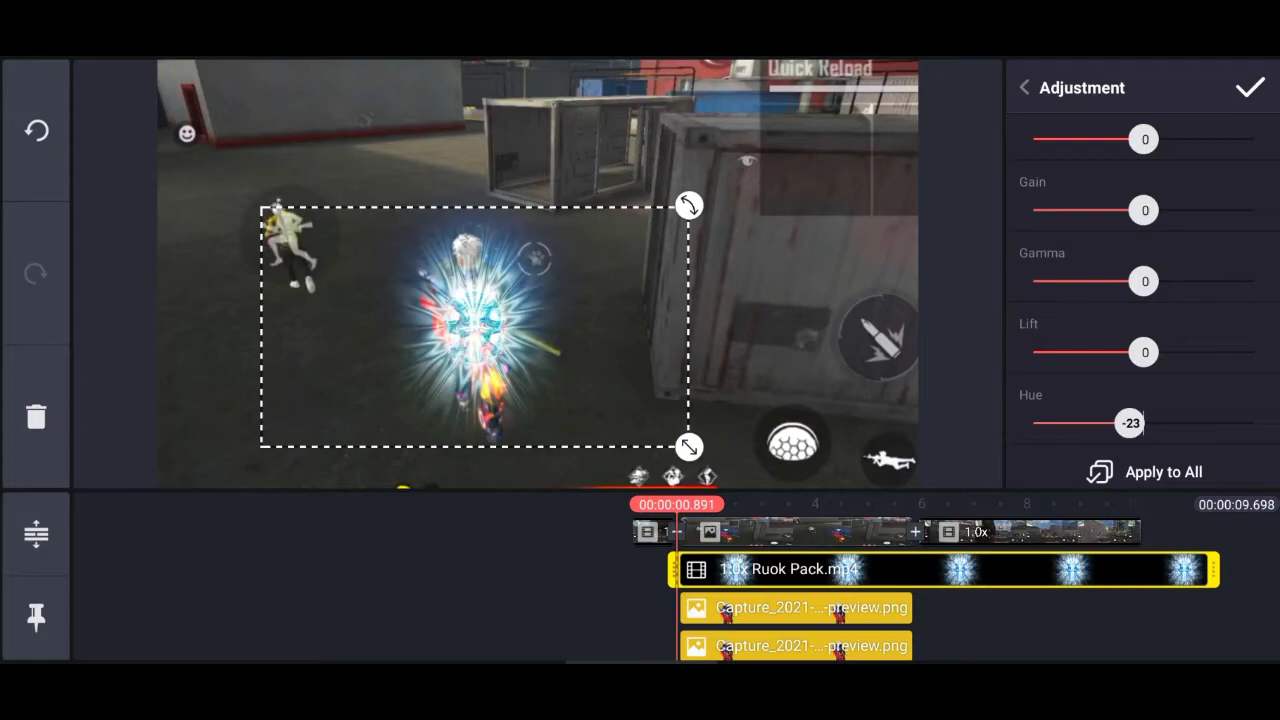 Quick Reload
Adjustment
0
Gain
0
Gamma
0
Lift
0
Hue
-23
Apply to All
00:00:00.891
4
6
8
00:00:09.698
1.0x
1.0x Ruok Pack.mp4
Capture_2021-...-preview.png
Capture_2021-...-preview.png